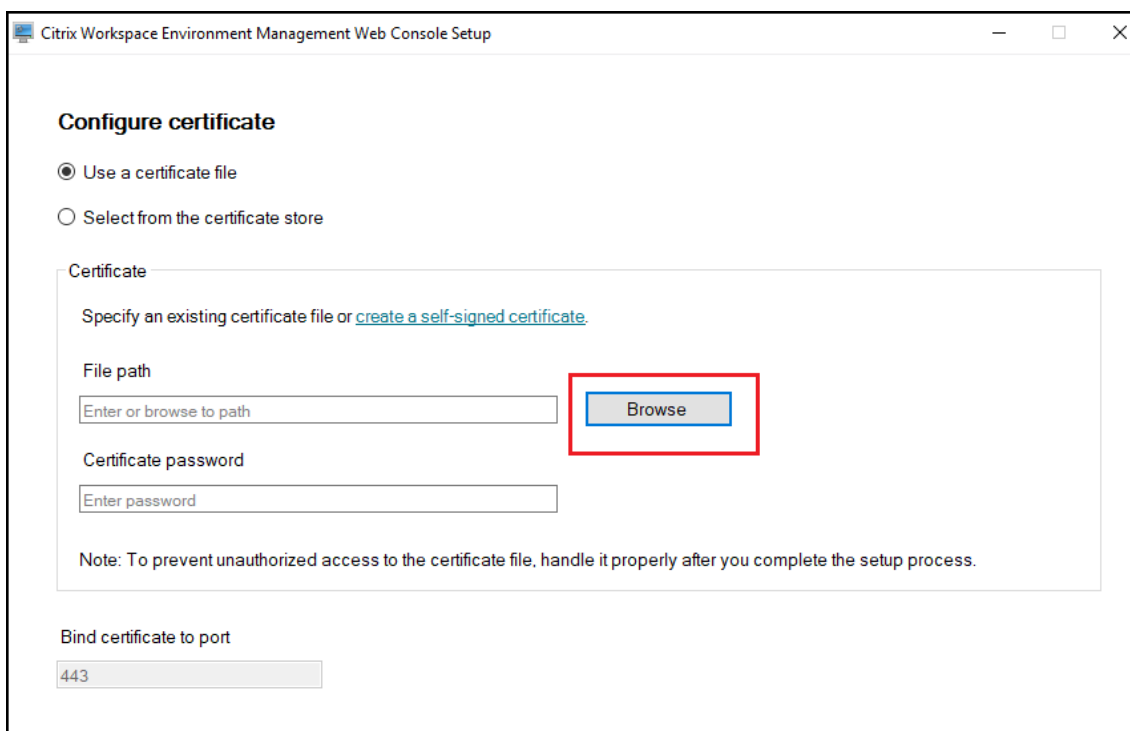 Citrix Workspace Environment Management Web Console Setup
Configure certificate
Use a certificate file
Select from the certificate store
Certificate
Specify an existing certificate file or create a self-signed certificate.
File path
Enter or browse to path
Browse
Certificate password
Enter password
Note: To prevent unauthorized access to the certificate file, handle it properly after you complete the setup process.
Bind certificate to port
443